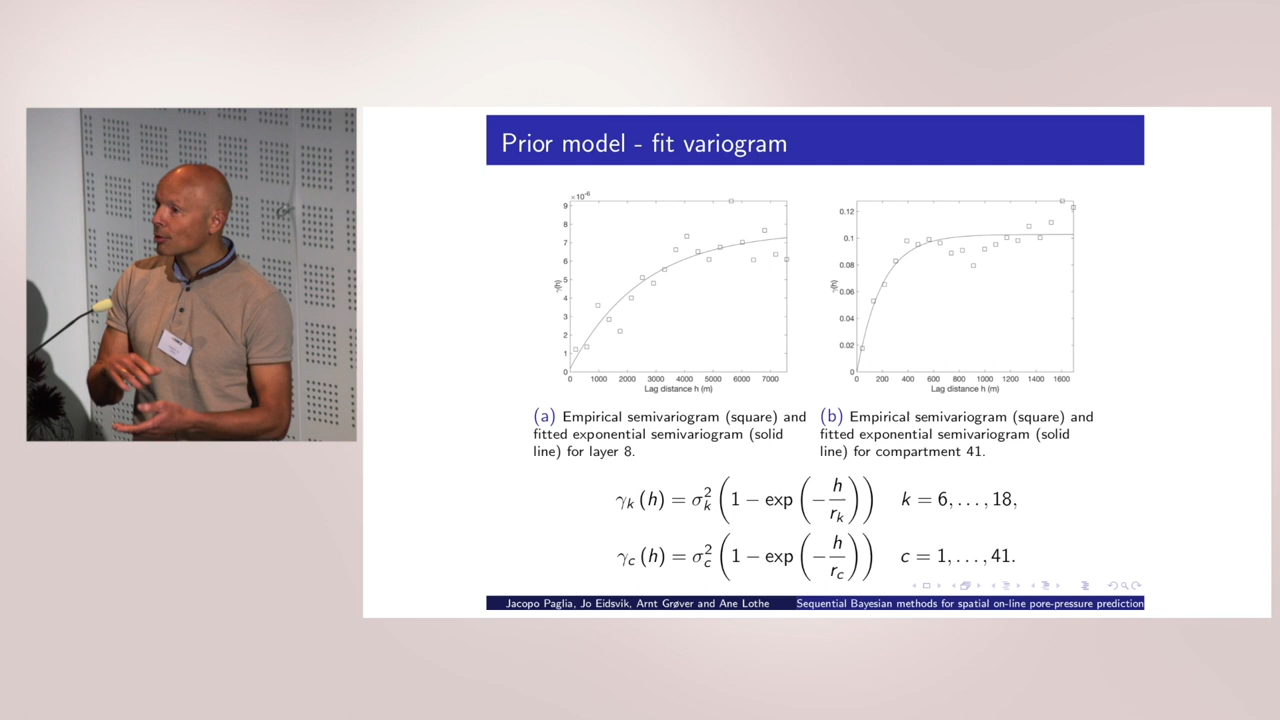 Prior model - fit variogram
×10⁻⁶
9
8
7
6
5
4
3
2
1
0
γ(h)
0 1000 2000 3000 4000 5000 6000 7000
Lag distance h (m)
0.12
0.1
0.08
0.06
0.04
0.02
0
γ(h)
0 200 400 600 800 1000 1200 1400 1600
Lag distance h (m)
(a) Empirical semivariogram (square) and
fitted exponential semivariogram (solid
line) for layer 8.
(b) Empirical semivariogram (square) and
fitted exponential semivariogram (solid
line) for compartment 41.
γₖ (h) = σₖ² (1 − exp (−h/rₖ)) k = 6, . . . , 18,
γ_c (h) = σ_c² (1 − exp (−h/r_c)) c = 1, . . . , 41.
Jacopo Paglia, Jo Eidsvik, Arnt Grøver and Ane Lothe Sequential Bayesian methods for spatial on-line pore-pressure prediction